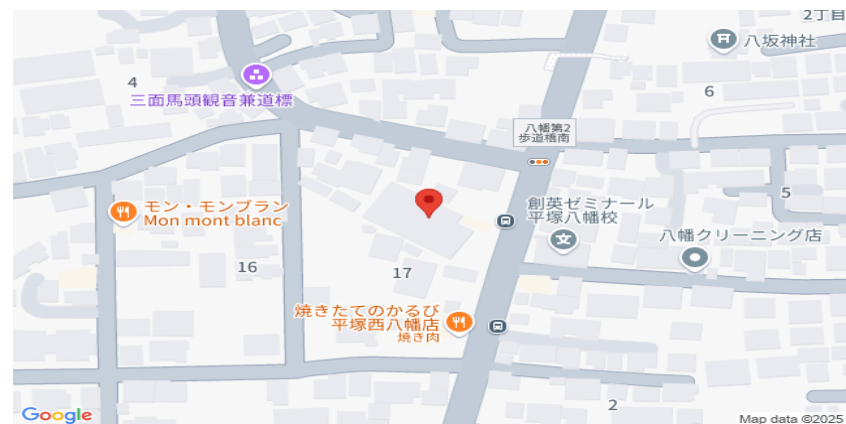 2丁目
八坂神社
4
三面馬頭観音兼道標
6
八幡第2
歩道橋南
5
モン・モンブラン
Mon mont blanc
創英ゼミナール
平塚八幡校
八幡クリーニング店
16
17
焼きたてのかるび
平塚西八幡店
焼き肉
2
Google
Map data ©2025